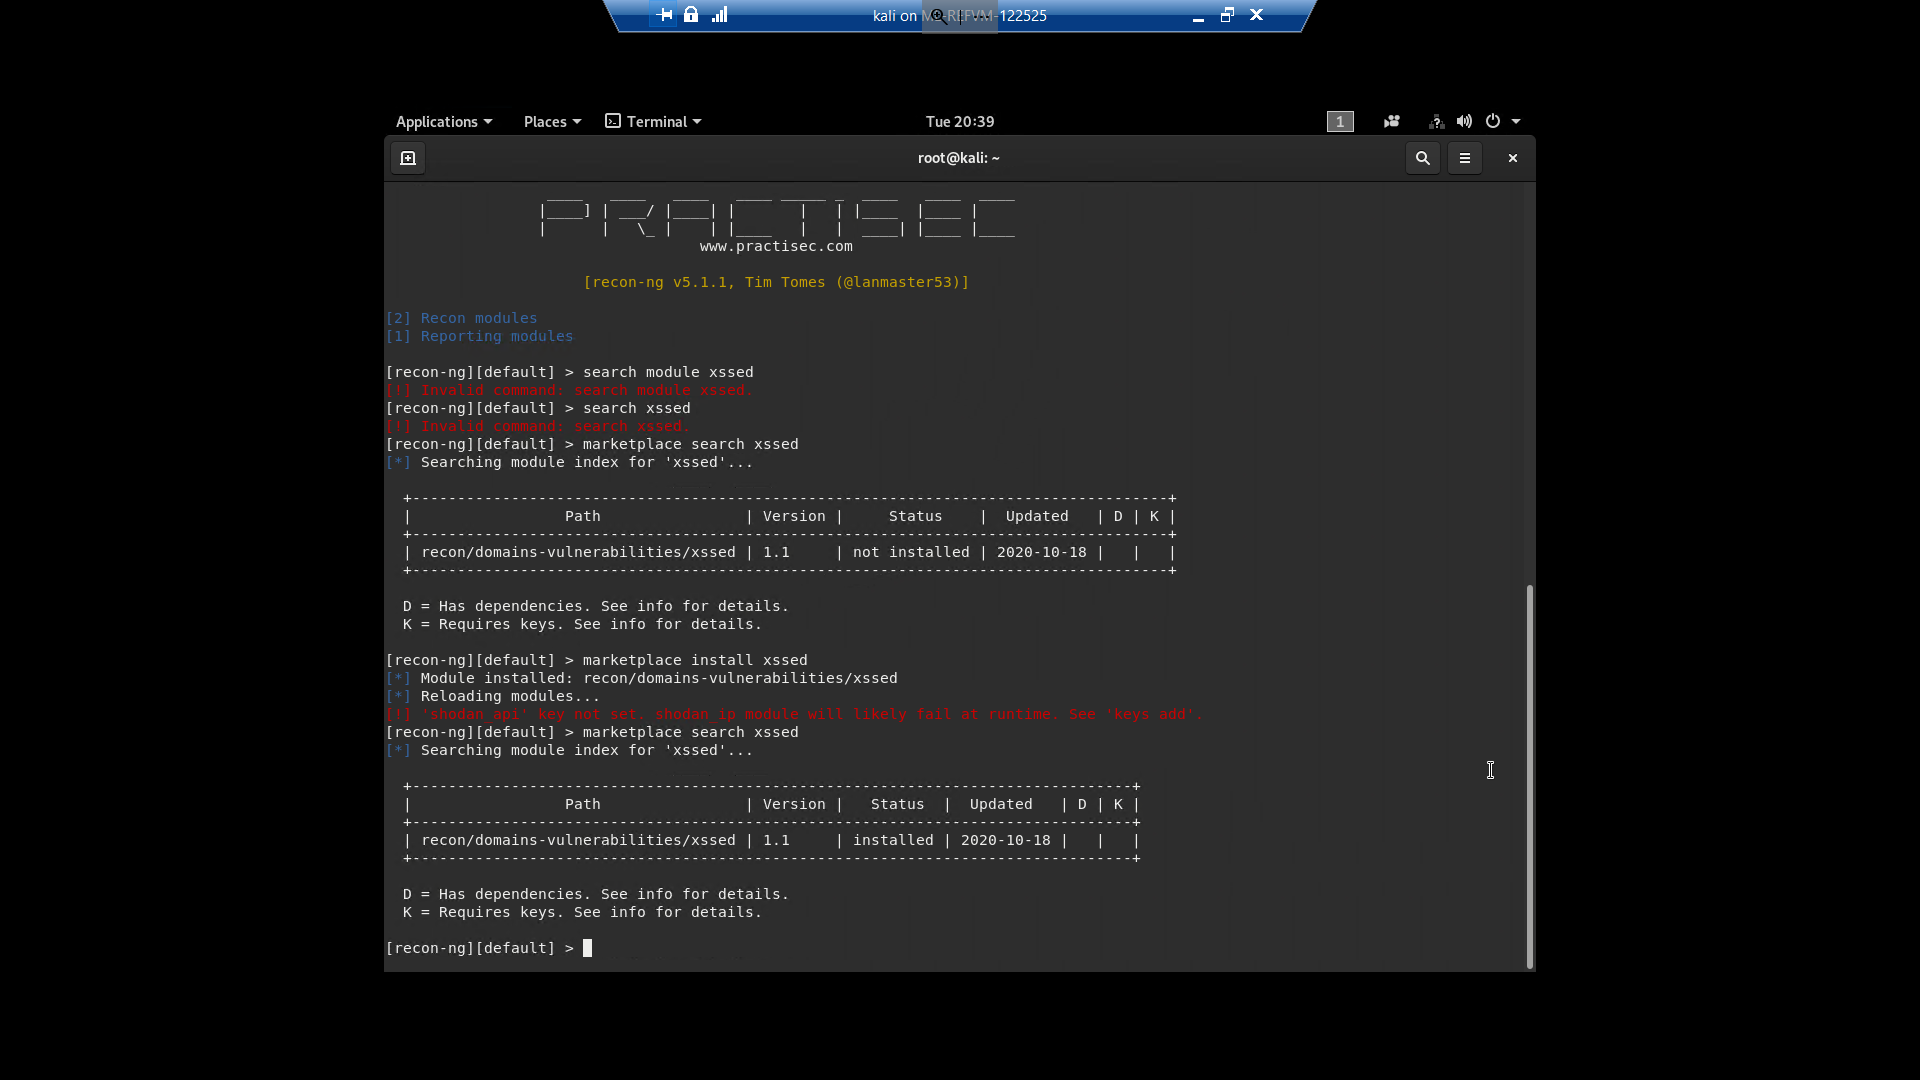 kali on M-REFVM-122525
Applications Places Terminal Tue 20:39 1
root@kali: ~
www.practisec.com
[recon-ng v5.1.1, Tim Tomes (@lanmaster53)]
[2] Recon modules
[1] Reporting modules
[recon-ng][default] > search module xssed
[!] Invalid command: search module xssed.
[recon-ng][default] > search xssed
[!] Invalid command: search xssed.
[recon-ng][default] > marketplace search xssed
[*] Searching module index for 'xssed'...
+------------------------------------------------------------------------------------+
| Path | Version | Status | Updated | D | K |
+------------------------------------------------------------------------------------+
| recon/domains-vulnerabilities/xssed | 1.1 | not installed | 2020-10-18 | | |
+------------------------------------------------------------------------------------+
D = Has dependencies. See info for details.
K = Requires keys. See info for details.
[recon-ng][default] > marketplace install xssed
[*] Module installed: recon/domains-vulnerabilities/xssed
[*] Reloading modules...
[!] 'shodan_api' key not set. shodan_ip module will likely fail at runtime. See 'keys add'.
[recon-ng][default] > marketplace search xssed
[*] Searching module index for 'xssed'...
+--------------------------------------------------------------------------------+
| Path | Version | Status | Updated | D | K |
+--------------------------------------------------------------------------------+
| recon/domains-vulnerabilities/xssed | 1.1 | installed | 2020-10-18 | | |
+--------------------------------------------------------------------------------+
D = Has dependencies. See info for details.
K = Requires keys. See info for details.
[recon-ng][default] >